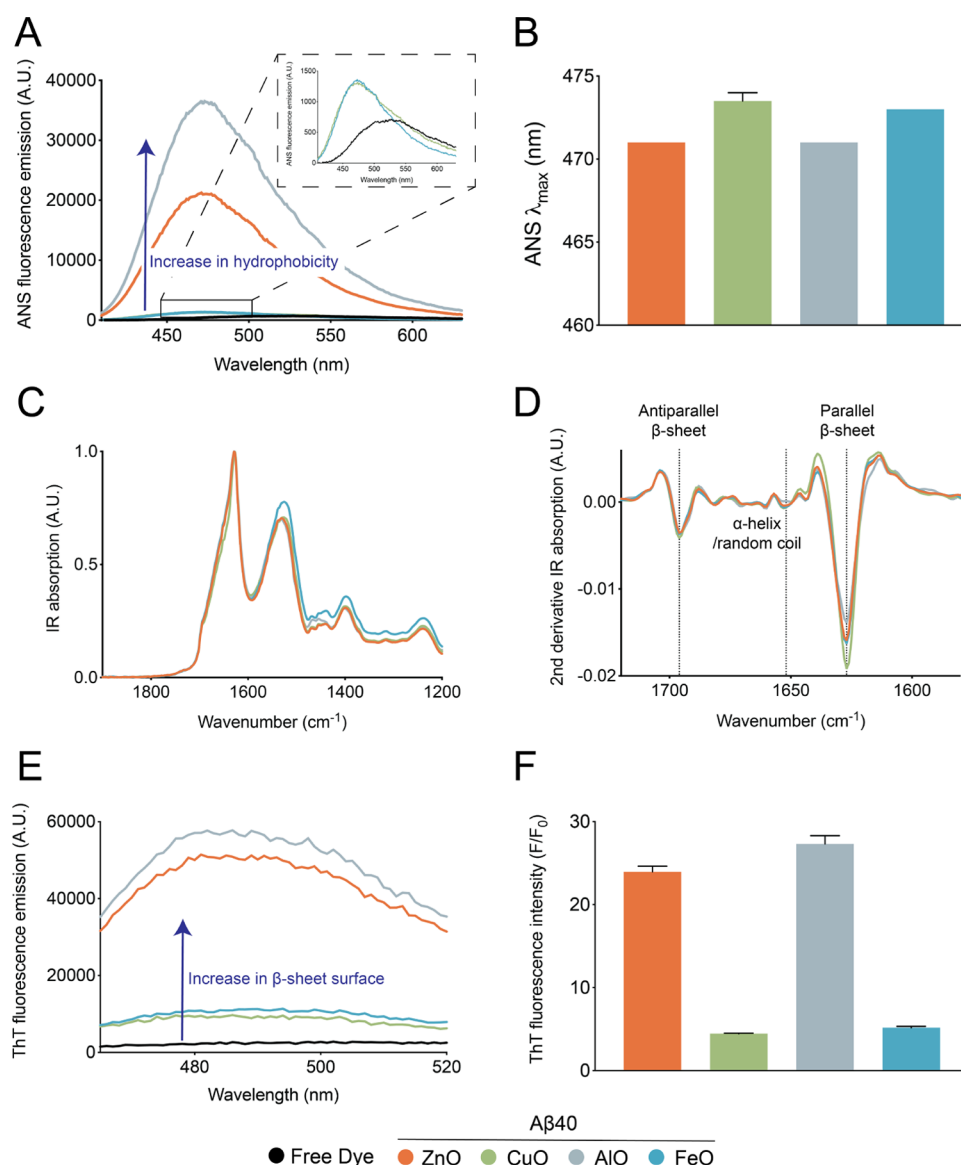 A
ANS fluorescence emission (A.U.)
40000
30000
20000
10000
0
450
500
550
600
Wavelength (nm)
Increase in hydrophobicity
ANS fluorescence emission (A.U.)
1500
1000
500
0
450
500
550
600
Wavelength (nm)
B
ANS λmax (nm)
475
470
465
460
C
IR absorption (A.U.)
1.0
0.5
0.0
1800
1600
1400
1200
Wavenumber (cm⁻¹)
D
Antiparallel
β-sheet
Parallel
β-sheet
α-helix
/random coil
2nd derivative IR absorption (A.U.)
0.00
-0.01
-0.02
1700
1650
1600
Wavenumber (cm⁻¹)
E
ThT fluorescence emission (A.U.)
60000
40000
20000
0
480
500
520
Wavelength (nm)
Increase in β-sheet surface
F
ThT fluorescence intensity (F/F₀)
30
20
10
0
Aβ40
Free Dye ZnO CuO AlO FeO